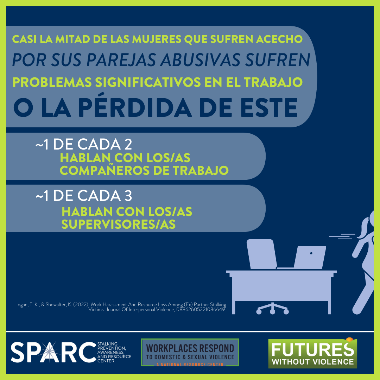 CASI LA MITAD DE LAS MUJERES QUE SUFREN ACECHO
POR SUS PAREJAS ABUSIVAS SUFREN
PROBLEMAS SIGNIFICATIVOS EN EL TRABAJO
O LA PÉRDIDA DE ESTE
~1 DE CADA 2
HABLAN CON LOS/AS
COMPAÑEROS DE TRABAJO
~1 DE CADA 3
HABLAN CON LOS/AS
SUPERVISORES/AS
SPARC
STALKING
PREVENTION,
AWARENESS,
AND RESOURCE
CENTER
WORKPLACES RESPOND
TO DOMESTIC & SEXUAL VIOLENCE
A NATIONAL RESOURCE CENTER
FUTURES
WITHOUT VIOLENCE